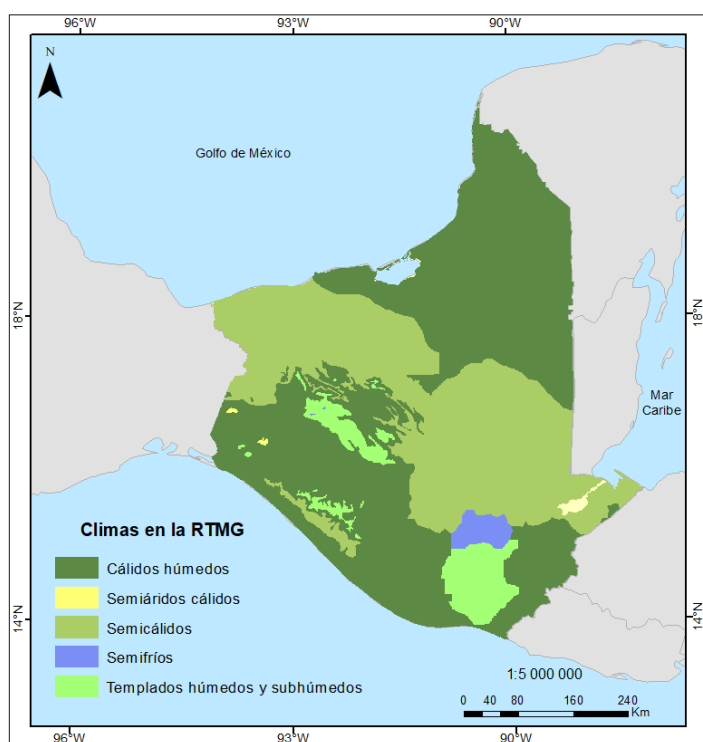 96°W 93°W 90°W
N
Golfo de México
18°N 18°N
Mar
Caribe
Climas en la RTMG
Cálidos húmedos
Semiáridos cálidos
Semicálidos
Semifríos
Templados húmedos y subhúmedos
14°N 14°N
1:5 000 000
0 40 80 160 240
Km
96°W 93°W 90°W